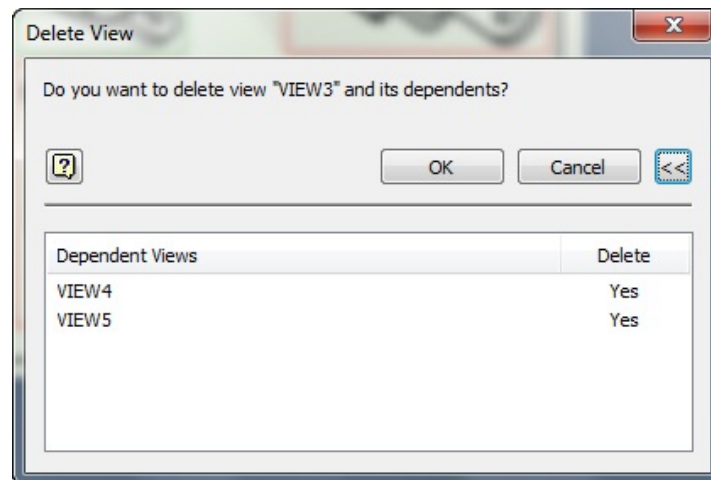 Delete View
Do you want to delete view "VIEW3" and its dependents?
OK Cancel <<
Dependent Views Delete
VIEW4 Yes
VIEW5 Yes